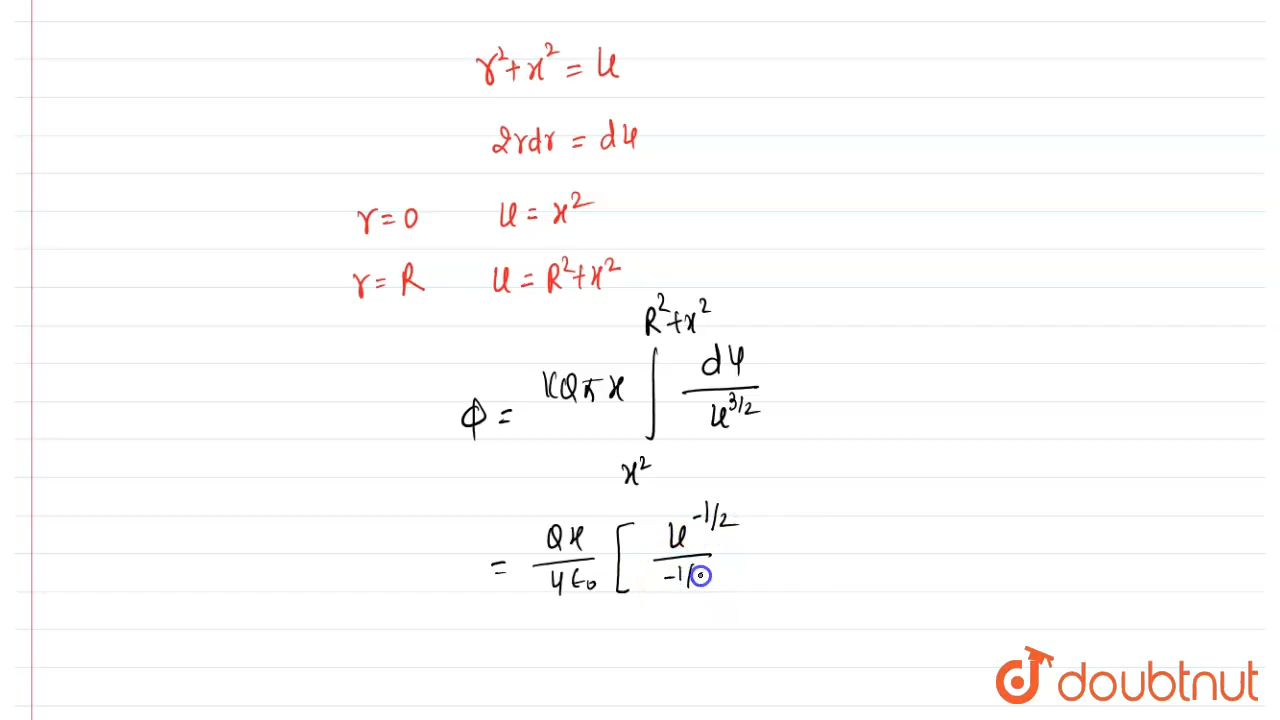 r²+x² = u
2rdr = du
r=0 u = x²
r=R u = R²+x²
R²+x²
ϕ = KQπx ∫ du/u^3/2
x²
= Qx/4ϵ₀ [ u^-1/2 / -1/
doubtnut